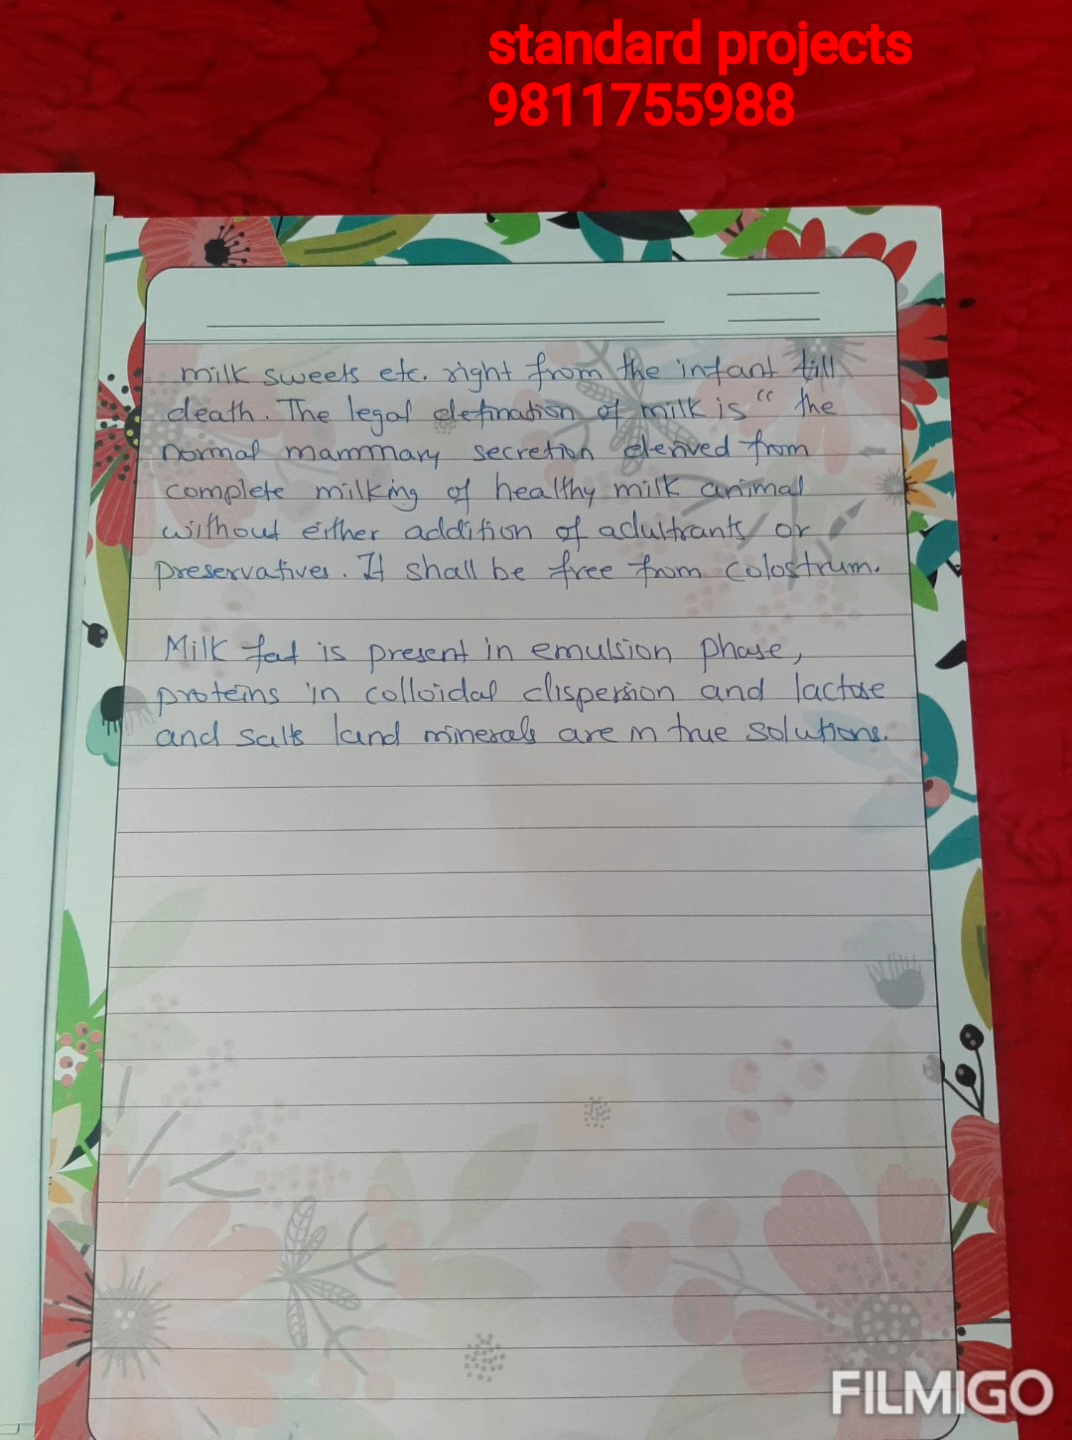 standard projects
9811755988
milk sweets etc. right from the infant till
death. The legal defination of milk is " the
normal mammary secretion derived from
complete milking of healthy milk animal
without either addition of adultrants or
preservatives. It shall be free from colostrum.
Milk fat is present in emulsion phase,
proteins in colloidal dispersion and lactose
and salts land minerals are in true solutions.
FILMIGO